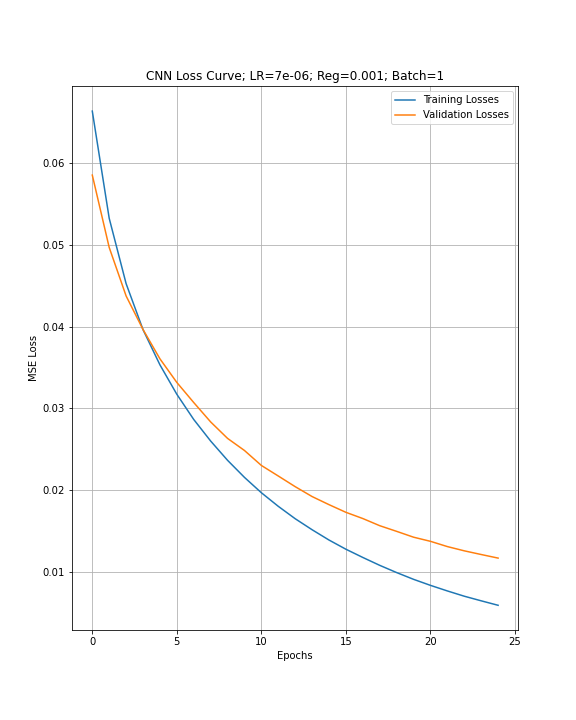 CNN Loss Curve; LR=7e-06; Reg=0.001; Batch=1
Training Losses
Validation Losses
0.06
0.05
0.04
0.03
0.02
0.01
MSE Loss
0 5 10 15 20 25
Epochs